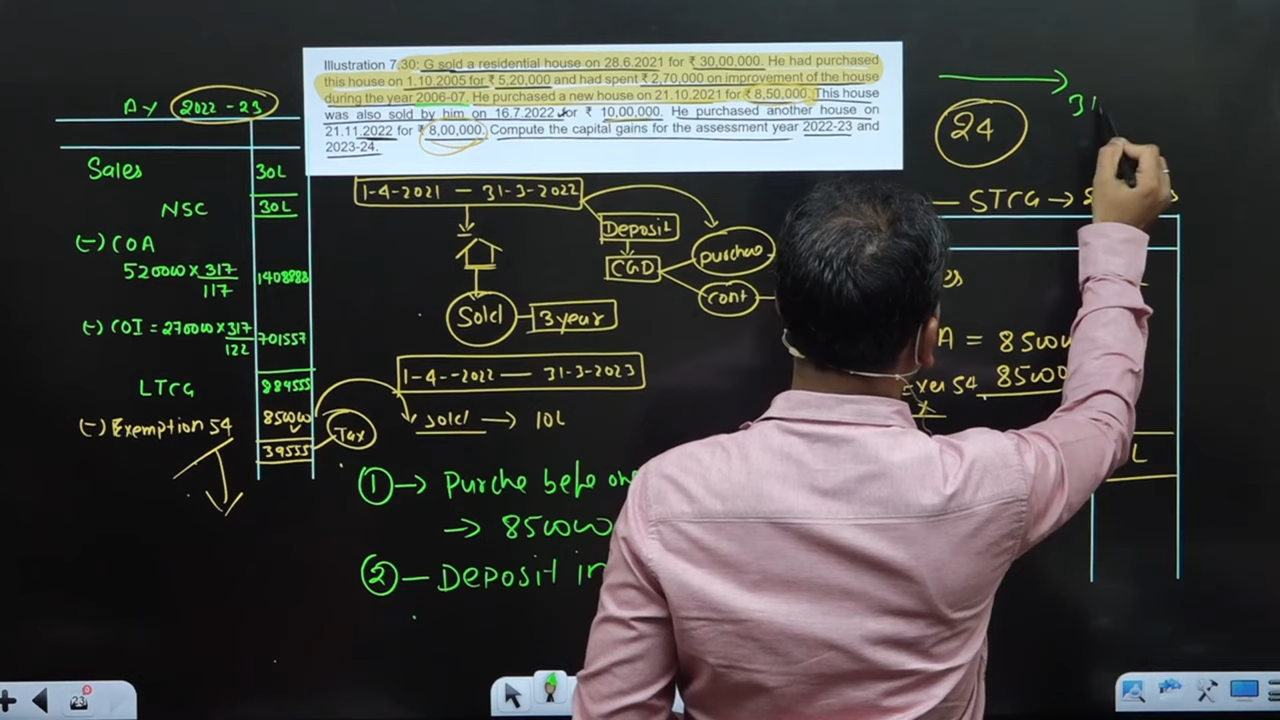 Illustration 7.30: G sold a residential house on 28.6.2021 for ₹ 30,00,000. He had purchased
this house on 1.10.2005 for ₹ 5,20,000 and had spent ₹ 2,70,000 on improvement of the house
during the year 2006-07. He purchased a new house on 21.10.2021 for ₹ 8,50,000. This house
was also sold by him on 16.7.2022 for ₹ 10,00,000. He purchased another house on
21.11.2022 for ₹ 8,00,000. Compute the capital gains for the assessment year 2022-23 and
2023-24.
AY 2022-23
Sales 30L
NSC 30L
(-) COA
520000 × 317/117 1408888
(-) COI = 270000 × 317/122 701557
LTCG 889555
(-) Exemption 54 850000
39555
Tax
1-4-2021 — 31-3-2022
Sold — 3 year
Deposit
CGD
purchase
const
1-4--2022 — 31-3-2023
sold → 10L
① → Purche befe
→ 850000
② — Deposit in
24
31
— STCG →
es
A = 8500
54 8500
L
23